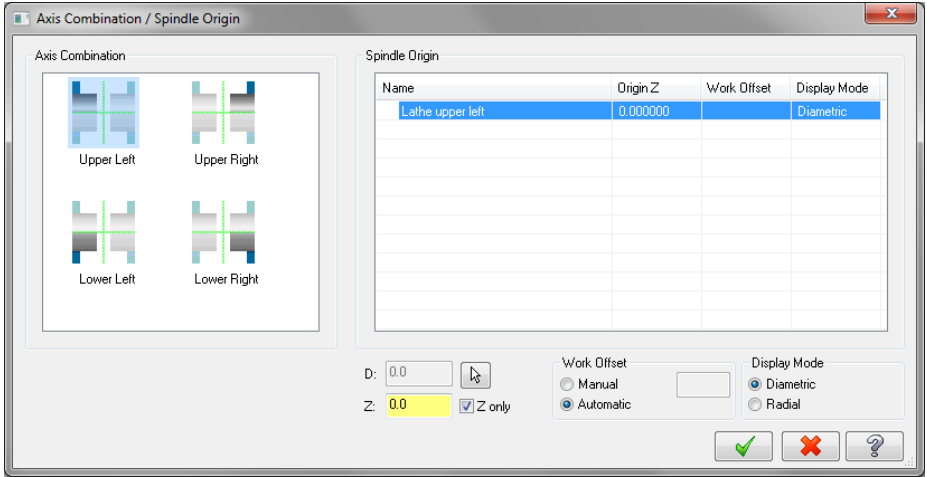 Axis Combination / Spindle Origin
Axis Combination
Upper Left
Upper Right
Lower Left
Lower Right
Spindle Origin
Name Origin Z Work Offset Display Mode
Lathe upper left 0.000000 Diametric
D: 0.0
Z: 0.0 Z only
Work Offset
Manual
Automatic
Display Mode
Diametric
Radial